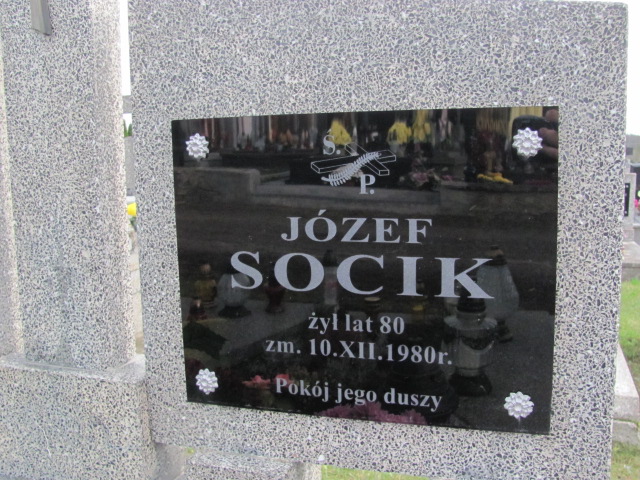 Ś.
P.
JÓZEF
SOCIK
żył lat 80
zm. 10.XII.1980r.
Pokój jego duszy